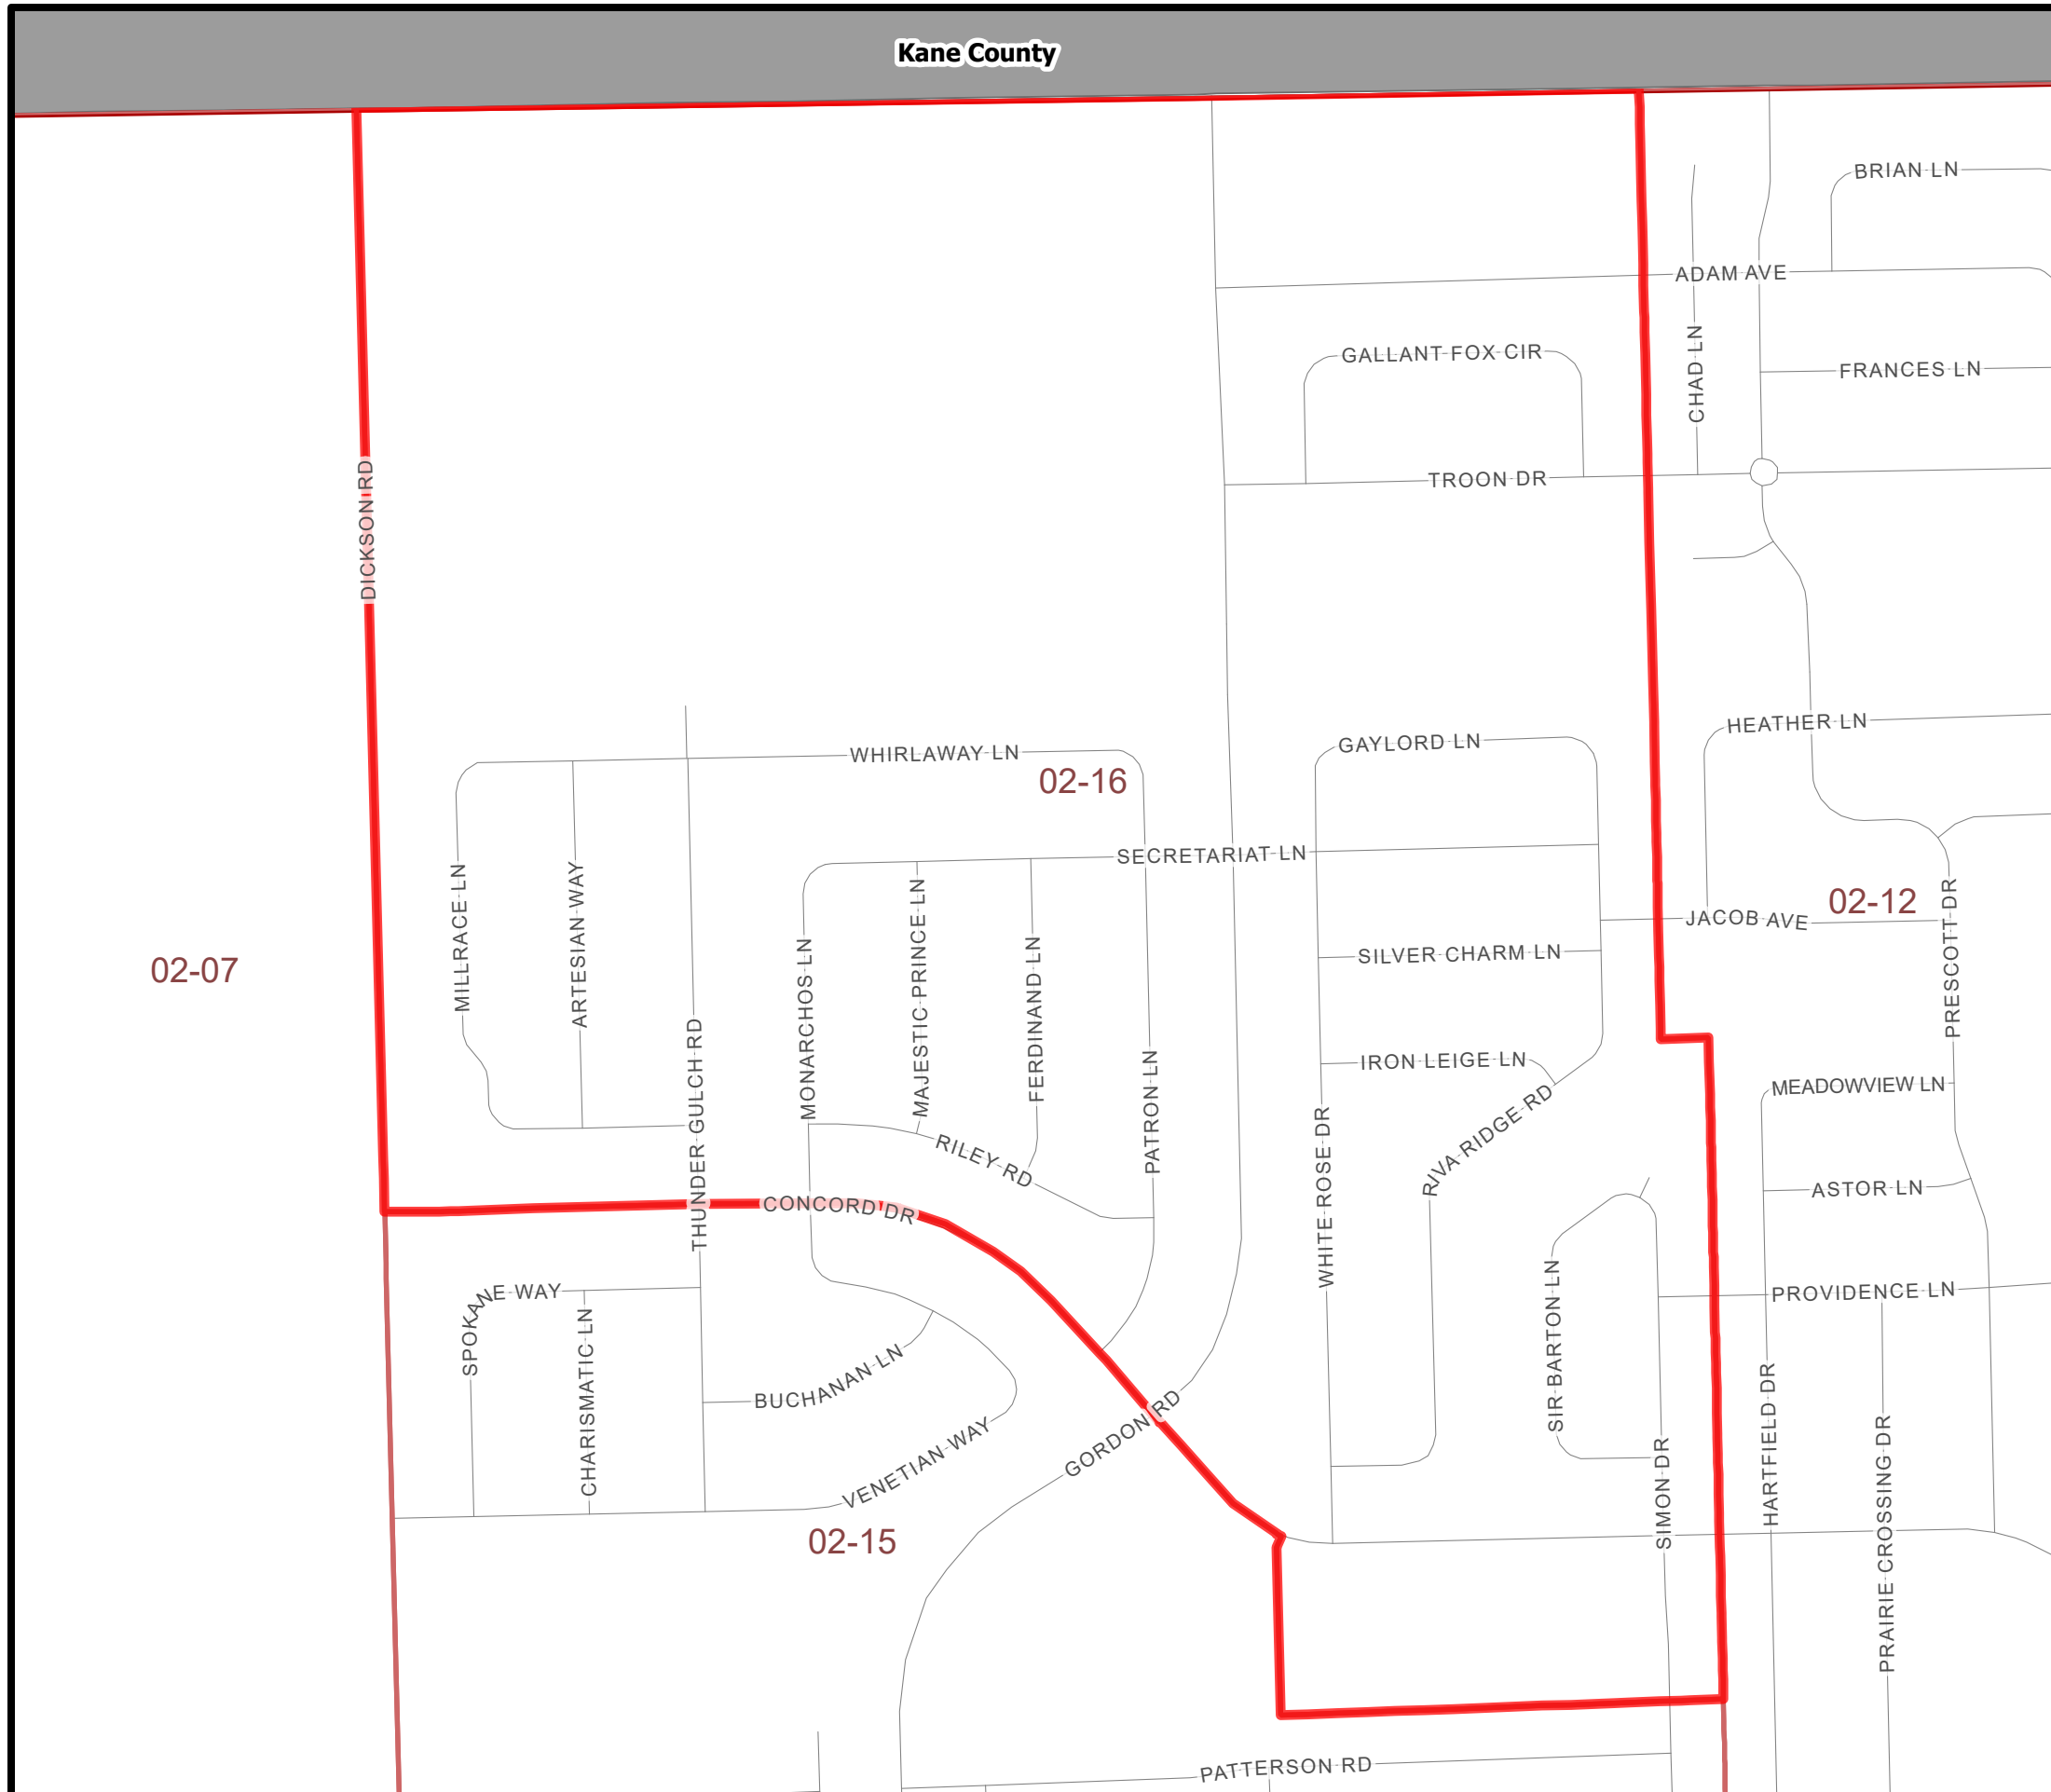 Kane County
BRIAN LN
ADAM AVE
CHAD LN
GALLANT FOX CIR
FRANCES LN
TROON DR
DICKSON RD
HEATHER LN
GAYLORD LN
WHIRLAWAY LN
02-16
SECRETARIAT LN
02-12
JACOB AVE
PRESCOTT DR
MILLRACE LN
ARTESIAN WAY
MONARCHOS LN
MAJESTIC PRINCE LN
FERDINAND LN
SILVER CHARM LN
02-07
THUNDER GULCH RD
PATRON LN
IRON LEIGE LN
MEADOWVIEW LN
WHITE ROSE DR
RIVA RIDGE RD
RILEY RD
ASTOR LN
CONCORD DR
SPOKANE WAY
CHARISMATIC LN
SIR BARTON LN
PROVIDENCE LN
BUCHANAN LN
HARTFIELD DR
GORDON RD
VENETIAN WAY
SIMON DR
PRAIRIE CROSSING DR
02-15
PATTERSON RD